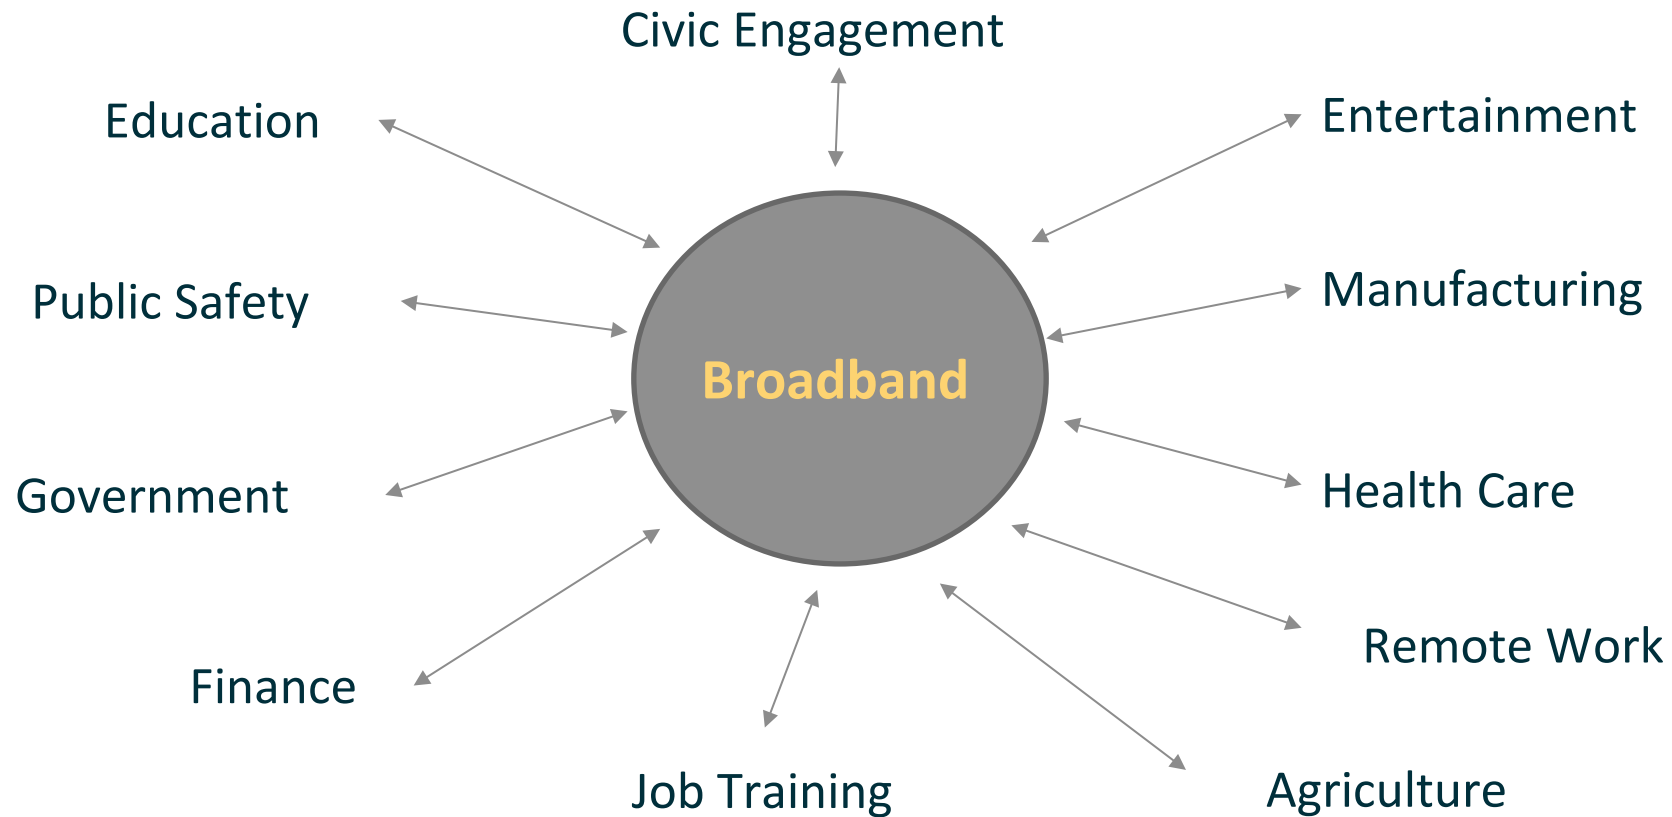 Civic Engagement
Education
Entertainment
Public Safety
Manufacturing
Broadband
Government
Health Care
Remote Work
Finance
Job Training
Agriculture